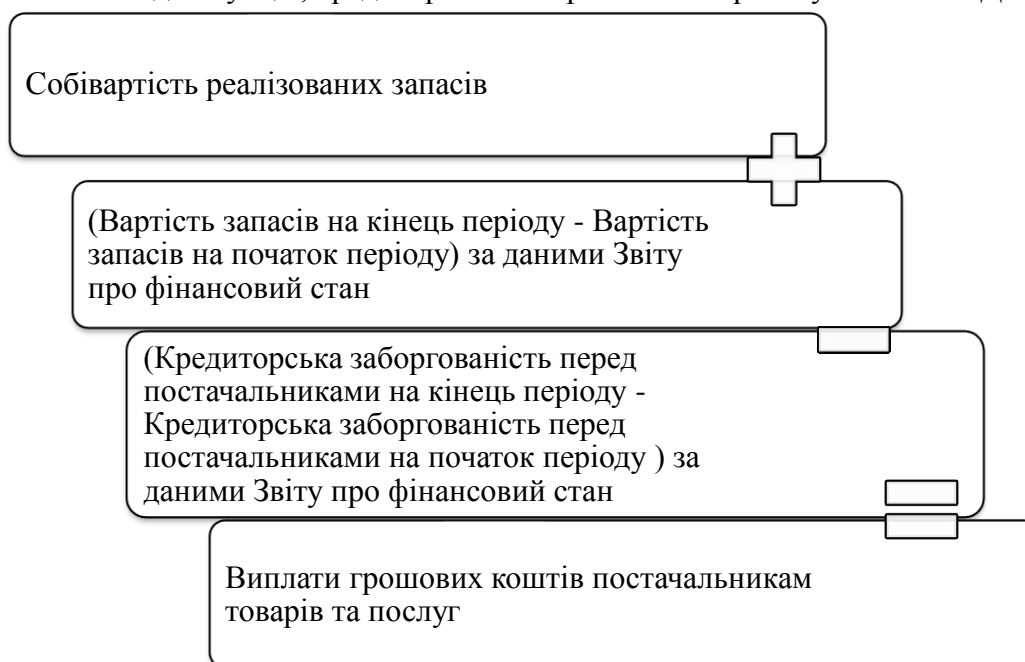 Собівартість реалізованих запасів
(Вартість запасів на кінець періоду - Вартість
запасів на початок періоду) за даними Звіту
про фінансовий стан
(Кредиторська заборгованість перед
постачальниками на кінець періоду -
Кредиторська заборгованість перед
постачальниками на початок періоду ) за
даними Звіту про фінансовий стан
Виплати грошових коштів постачальникам
товарів та послуг